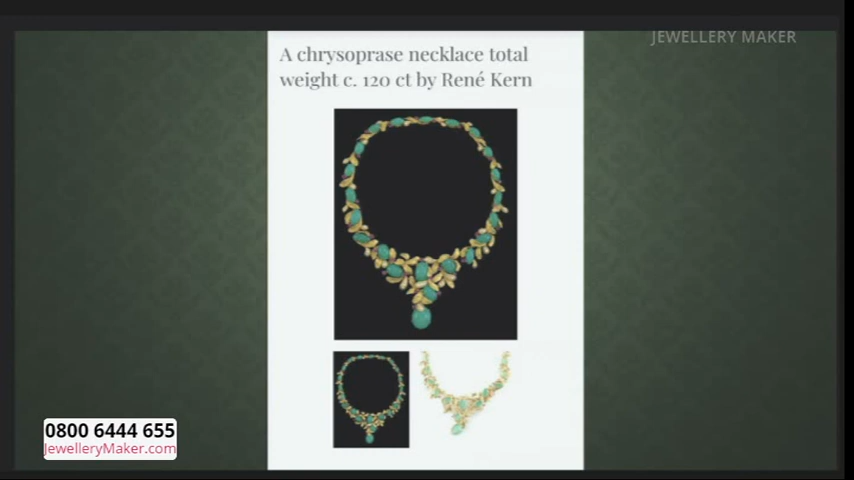 JEWELLERY MAKER
A chrysoprase necklace total
weight c. 120 ct by René Kern
0800 6444 655
JewelleryMaker.com